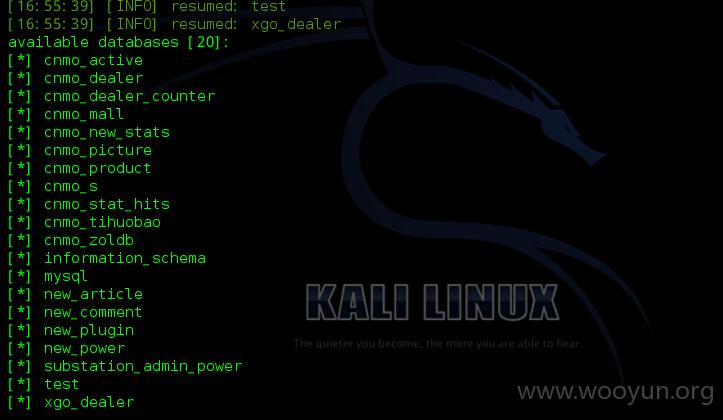 [16:55:39] [INFO] resumed: test
[16:55:39] [INFO] resumed: xgo_dealer
available databases [20]:
[*] cnmo_active
[*] cnmo_dealer
[*] cnmo_dealer_counter
[*] cnmo_mall
[*] cnmo_new_stats
[*] cnmo_picture
[*] cnmo_product
[*] cnmo_s
[*] cnmo_stat_hits
[*] cnmo_tihuobao
[*] cnmo_zoldb
[*] information_schema
[*] mysql
[*] new_article
[*] new_comment
[*] new_plugin
[*] new_power
[*] substation_admin_power
[*] test
[*] xgo_dealer
KALI LINUX
The quieter you become, the more you are able to hear.
www.wooyun.org